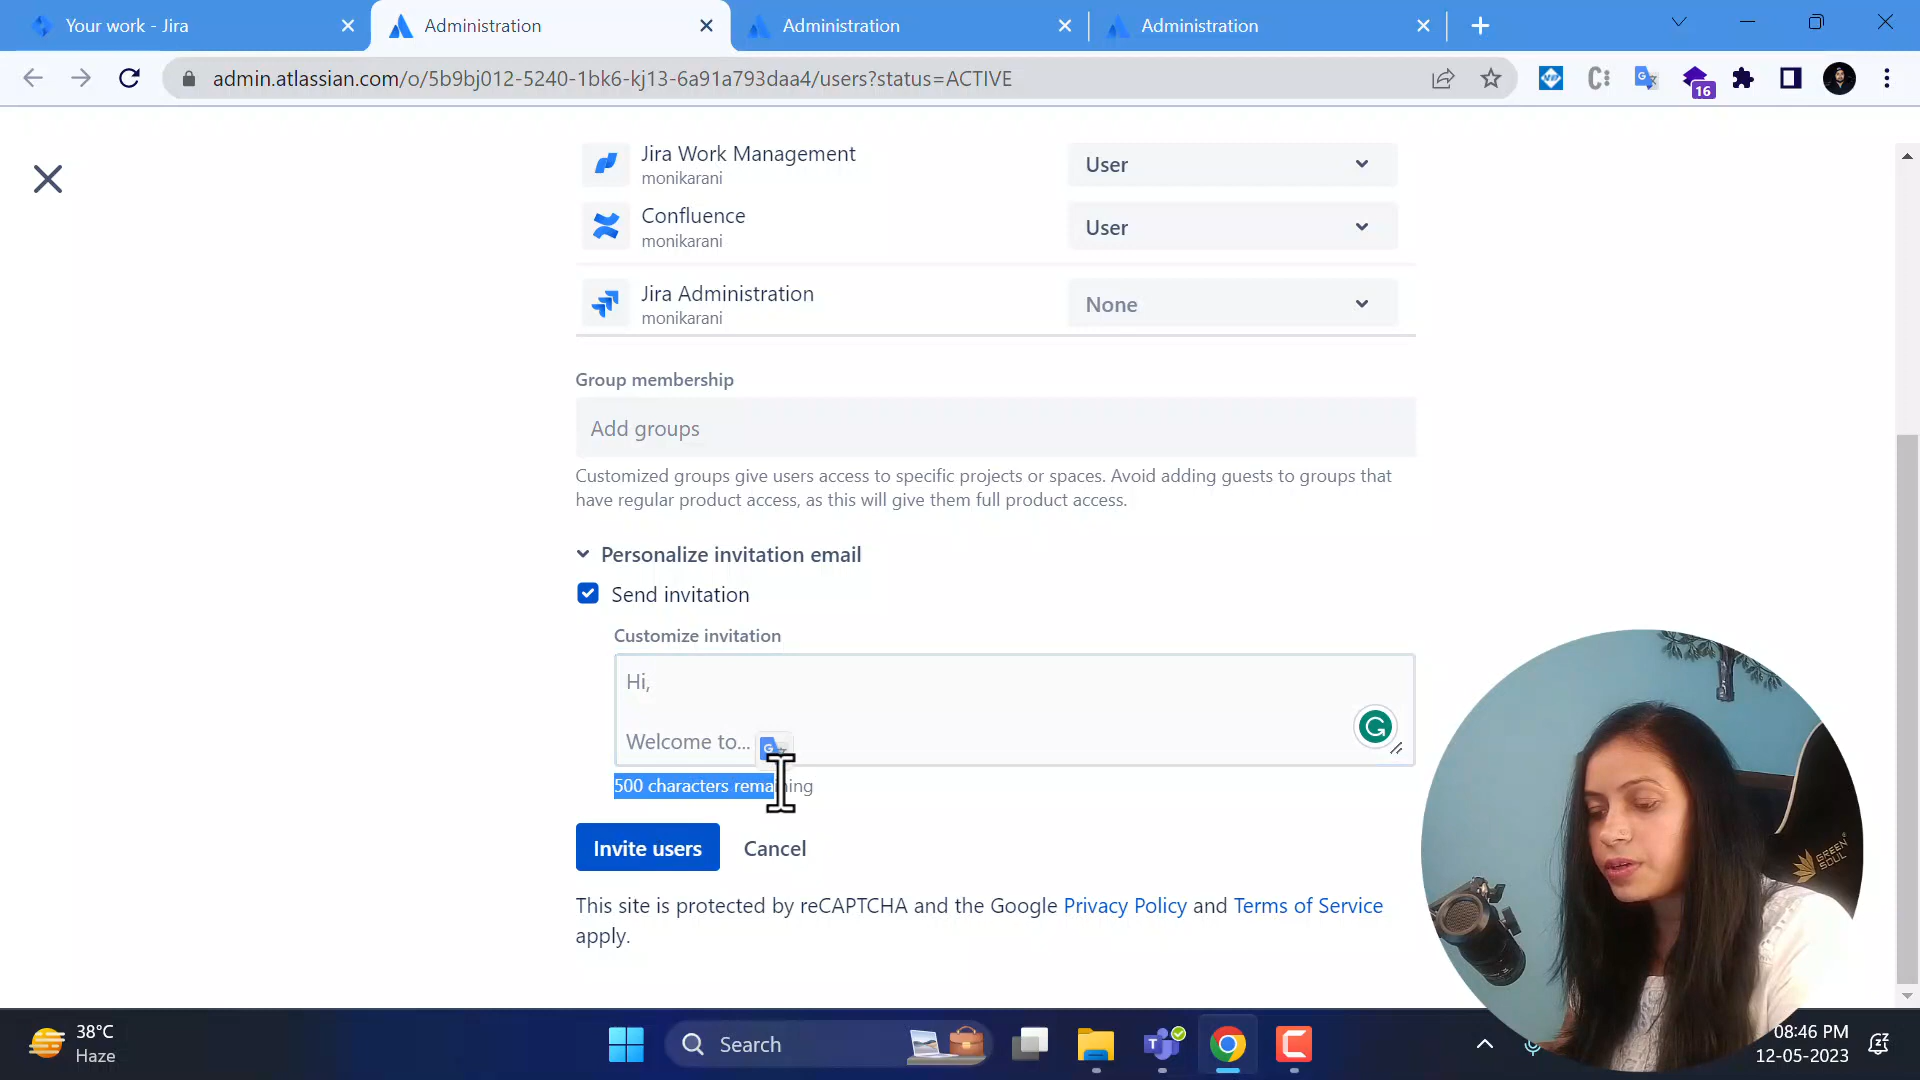 Your work - Jira
Administration
Administration
Administration
admin.atlassian.com/o/5b9bj012-5240-1bk6-kj13-6a91a793daa4/users?status=ACTIVE
16
Jira Work Management
monikarani
User
Confluence
monikarani
User
Jira Administration
monikarani
None
Group membership
Add groups
Customized groups give users access to specific projects or spaces. Avoid adding guests to groups that
have regular product access, as this will give them full product access.
Personalize invitation email
Send invitation
Customize invitation
Hi,
Welcome to...
500 characters remaining
Invite users
Cancel
This site is protected by reCAPTCHA and the Google Privacy Policy and Terms of Service
apply.
GREEN
SOUL
38°C
Haze
Search
08:46 PM
12-05-2023